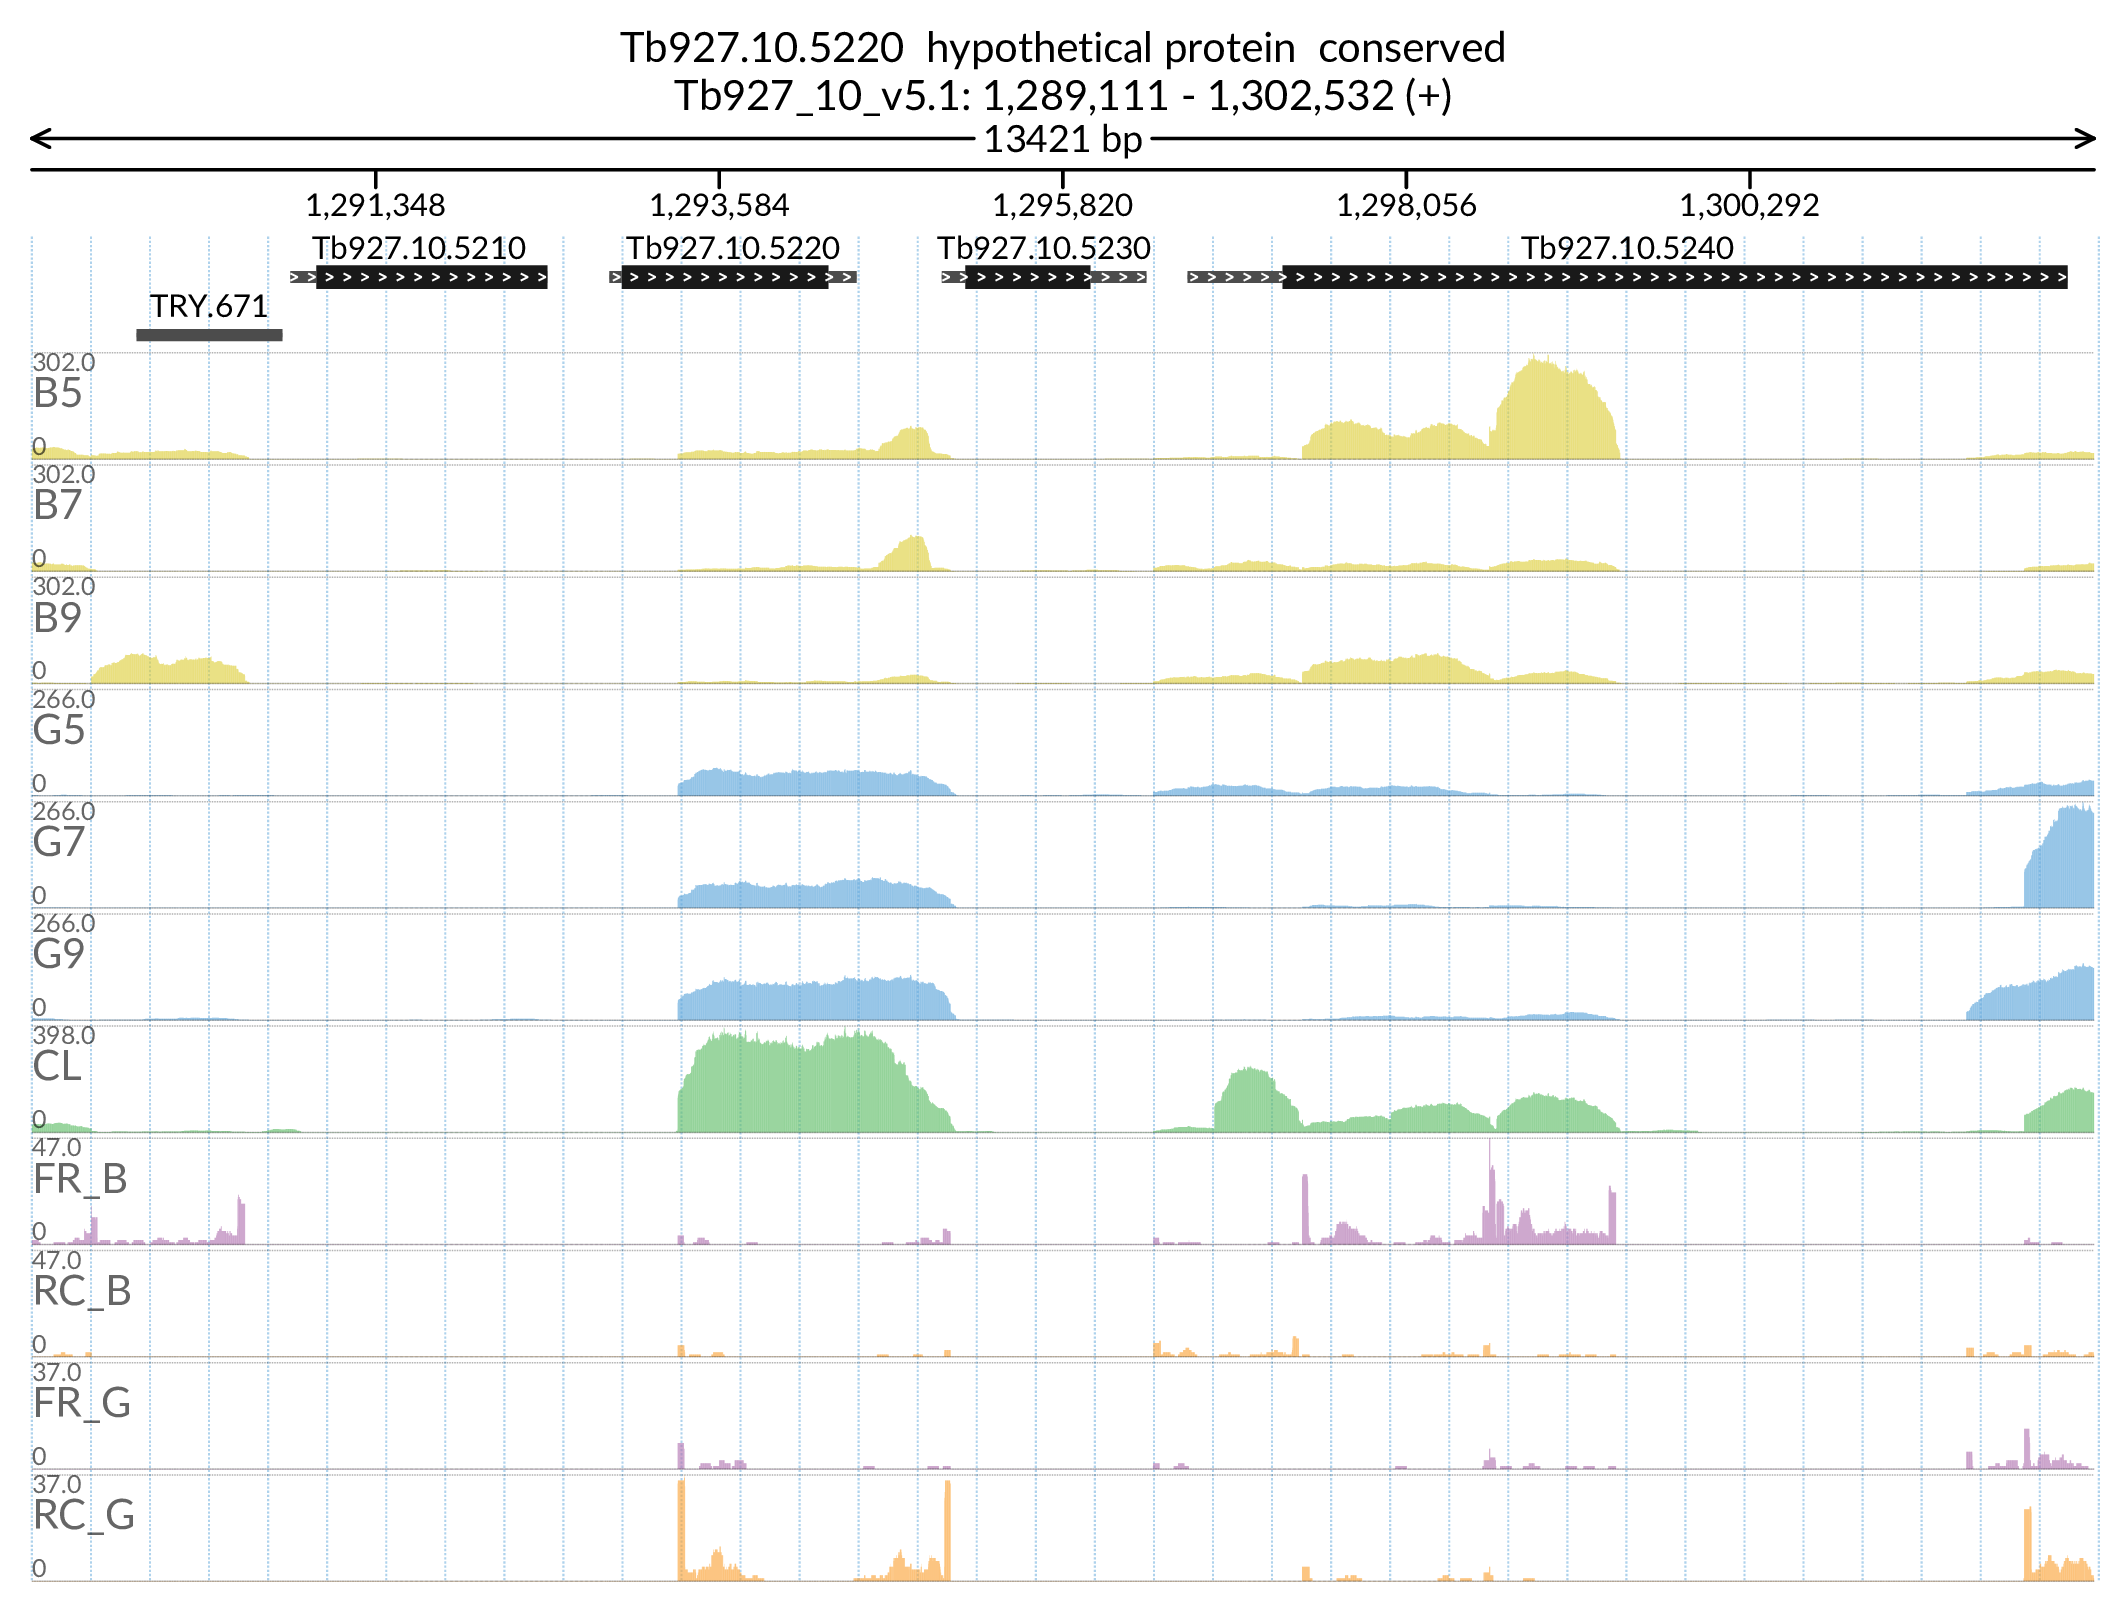 Tb927.10.5220  hypothetical protein  conserved
Tb927_10_v5.1: 1,289,111 - 1,302,532 (+)
13421 bp
1,291,348 1,293,584 1,295,820 1,298,056 1,300,292
Tb927.10.5210 Tb927.10.5220 Tb927.10.5230 Tb927.10.5240
TRY.671
302.0
B5
0
302.0
B7
0
302.0
B9
0
266.0
G5
0
266.0
G7
0
266.0
G9
0
398.0
CL
0
47.0
FR_B
0
47.0
RC_B
0
37.0
FR_G
0
37.0
RC_G
0